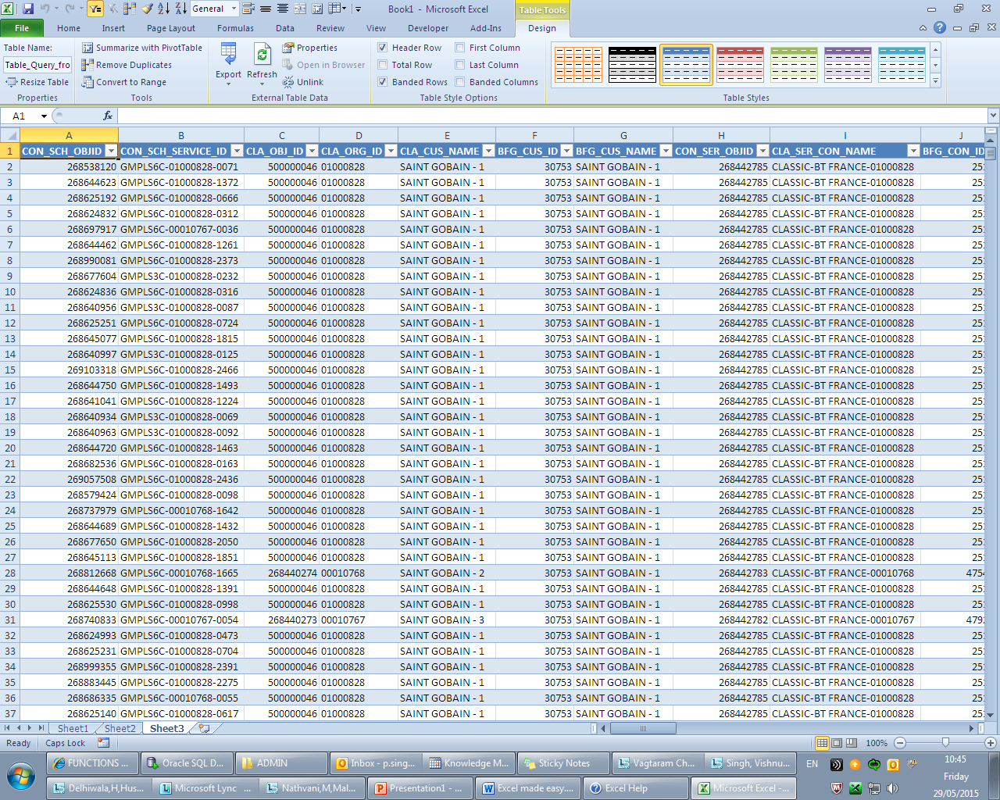 General
Book1 - Microsoft Excel
Table Tools
File Home Insert Page Layout Formulas Data Review View Developer Add-Ins Design
Table Name: Summarize with PivotTable Properties Header Row First Column
Table_Query_fro Remove Duplicates Export Refresh Open in Browser Total Row Last Column
Resize Table Convert to Range Unlink Banded Rows Banded Columns
Properties Tools External Table Data Table Style Options Table Styles
A1 fx
A B C D E F G H I J
1 CON_SCH_OBJID CON_SCH_SERVICE_ID CLA_OBJ_ID CLA_ORG_ID CLA_CUS_NAME BFG_CUS_ID BFG_CUS_NAME CON_SER_OBJID CLA_SER_CON_NAME BFG_CON_ID
2 268538120 GMPLS6C-01000828-0071 500000046 01000828 SAINT GOBAIN - 1 30753 SAINT GOBAIN - 1 268442785 CLASSIC-BT FRANCE-01000828 251
3 268644623 GMPLS6C-01000828-1372 500000046 01000828 SAINT GOBAIN - 1 30753 SAINT GOBAIN - 1 268442785 CLASSIC-BT FRANCE-01000828 251
4 268625192 GMPLS6C-01000828-0666 500000046 01000828 SAINT GOBAIN - 1 30753 SAINT GOBAIN - 1 268442785 CLASSIC-BT FRANCE-01000828 251
5 268624832 GMPLS6C-01000828-0312 500000046 01000828 SAINT GOBAIN - 1 30753 SAINT GOBAIN - 1 268442785 CLASSIC-BT FRANCE-01000828 251
6 268697917 GMPLS6C-00010767-0036 500000046 01000828 SAINT GOBAIN - 1 30753 SAINT GOBAIN - 1 268442785 CLASSIC-BT FRANCE-01000828 251
7 268644462 GMPLS6C-01000828-1261 500000046 01000828 SAINT GOBAIN - 1 30753 SAINT GOBAIN - 1 268442785 CLASSIC-BT FRANCE-01000828 251
8 268990081 GMPLS6C-01000828-2373 500000046 01000828 SAINT GOBAIN - 1 30753 SAINT GOBAIN - 1 268442785 CLASSIC-BT FRANCE-01000828 251
9 268677604 GMPLS3C-01000828-0232 500000046 01000828 SAINT GOBAIN - 1 30753 SAINT GOBAIN - 1 268442785 CLASSIC-BT FRANCE-01000828 251
10 268624836 GMPLS6C-01000828-0316 500000046 01000828 SAINT GOBAIN - 1 30753 SAINT GOBAIN - 1 268442785 CLASSIC-BT FRANCE-01000828 251
11 268640956 GMPLS3C-01000828-0087 500000046 01000828 SAINT GOBAIN - 1 30753 SAINT GOBAIN - 1 268442785 CLASSIC-BT FRANCE-01000828 251
12 268625251 GMPLS6C-01000828-0724 500000046 01000828 SAINT GOBAIN - 1 30753 SAINT GOBAIN - 1 268442785 CLASSIC-BT FRANCE-01000828 251
13 268645077 GMPLS6C-01000828-1815 500000046 01000828 SAINT GOBAIN - 1 30753 SAINT GOBAIN - 1 268442785 CLASSIC-BT FRANCE-01000828 251
14 268640997 GMPLS3C-01000828-0125 500000046 01000828 SAINT GOBAIN - 1 30753 SAINT GOBAIN - 1 268442785 CLASSIC-BT FRANCE-01000828 251
15 269103318 GMPLS6C-01000828-2466 500000046 01000828 SAINT GOBAIN - 1 30753 SAINT GOBAIN - 1 268442785 CLASSIC-BT FRANCE-01000828 251
16 268644750 GMPLS6C-01000828-1493 500000046 01000828 SAINT GOBAIN - 1 30753 SAINT GOBAIN - 1 268442785 CLASSIC-BT FRANCE-01000828 251
17 268641041 GMPLS6C-01000828-1224 500000046 01000828 SAINT GOBAIN - 1 30753 SAINT GOBAIN - 1 268442785 CLASSIC-BT FRANCE-01000828 251
18 268640934 GMPLS3C-01000828-0069 500000046 01000828 SAINT GOBAIN - 1 30753 SAINT GOBAIN - 1 268442785 CLASSIC-BT FRANCE-01000828 251
19 268640963 GMPLS3C-01000828-0092 500000046 01000828 SAINT GOBAIN - 1 30753 SAINT GOBAIN - 1 268442785 CLASSIC-BT FRANCE-01000828 251
20 268644720 GMPLS6C-01000828-1463 500000046 01000828 SAINT GOBAIN - 1 30753 SAINT GOBAIN - 1 268442785 CLASSIC-BT FRANCE-01000828 251
21 268682536 GMPLS6C-01000828-0163 500000046 01000828 SAINT GOBAIN - 1 30753 SAINT GOBAIN - 1 268442785 CLASSIC-BT FRANCE-01000828 251
22 269057508 GMPLS6C-01000828-2436 500000046 01000828 SAINT GOBAIN - 1 30753 SAINT GOBAIN - 1 268442785 CLASSIC-BT FRANCE-01000828 251
23 268579424 GMPLS6C-01000828-0098 500000046 01000828 SAINT GOBAIN - 1 30753 SAINT GOBAIN - 1 268442785 CLASSIC-BT FRANCE-01000828 251
24 268737979 GMPLS6C-00010768-1642 500000046 01000828 SAINT GOBAIN - 1 30753 SAINT GOBAIN - 1 268442785 CLASSIC-BT FRANCE-01000828 251
25 268644689 GMPLS6C-01000828-1432 500000046 01000828 SAINT GOBAIN - 1 30753 SAINT GOBAIN - 1 268442785 CLASSIC-BT FRANCE-01000828 251
26 268677650 GMPLS6C-01000828-2050 500000046 01000828 SAINT GOBAIN - 1 30753 SAINT GOBAIN - 1 268442785 CLASSIC-BT FRANCE-01000828 251
27 268645113 GMPLS6C-01000828-1851 500000046 01000828 SAINT GOBAIN - 1 30753 SAINT GOBAIN - 1 268442785 CLASSIC-BT FRANCE-01000828 251
28 268812668 GMPLS6C-00010768-1665 268440274 00010768 SAINT GOBAIN - 2 30753 SAINT GOBAIN - 1 268442783 CLASSIC-BT FRANCE-00010768 4754
29 268644648 GMPLS6C-01000828-1391 500000046 01000828 SAINT GOBAIN - 1 30753 SAINT GOBAIN - 1 268442785 CLASSIC-BT FRANCE-01000828 251
30 268625530 GMPLS6C-01000828-0998 500000046 01000828 SAINT GOBAIN - 1 30753 SAINT GOBAIN - 1 268442785 CLASSIC-BT FRANCE-01000828 251
31 268740833 GMPLS6C-00010767-0054 268440273 00010767 SAINT GOBAIN - 3 30753 SAINT GOBAIN - 1 268442782 CLASSIC-BT FRANCE-00010767 479
32 268624993 GMPLS6C-01000828-0473 500000046 01000828 SAINT GOBAIN - 1 30753 SAINT GOBAIN - 1 268442785 CLASSIC-BT FRANCE-01000828 251
33 268625231 GMPLS6C-01000828-0704 500000046 01000828 SAINT GOBAIN - 1 30753 SAINT GOBAIN - 1 268442785 CLASSIC-BT FRANCE-01000828 251
34 268999355 GMPLS6C-01000828-2391 500000046 01000828 SAINT GOBAIN - 1 30753 SAINT GOBAIN - 1 268442785 CLASSIC-BT FRANCE-01000828 251
35 268883445 GMPLS6C-01000828-2275 500000046 01000828 SAINT GOBAIN - 1 30753 SAINT GOBAIN - 1 268442785 CLASSIC-BT FRANCE-01000828 251
36 268686335 GMPLS6C-00010768-0055 500000046 01000828 SAINT GOBAIN - 1 30753 SAINT GOBAIN - 1 268442785 CLASSIC-BT FRANCE-01000828 251
37 268625140 GMPLS6C-01000828-0617 500000046 01000828 SAINT GOBAIN - 1 30753 SAINT GOBAIN - 1 268442785 CLASSIC-BT FRANCE-01000828 251
Sheet1 Sheet2 Sheet3
Ready Caps Lock 100%
FUNCTIONS ... Oracle SQL D... ADMIN Inbox - p.sing... Knowledge M... Sticky Notes Vagtaram Ch... Singh, Vishnu... EN 10:45
Friday
Delhiwala,H,Hus... Microsoft Lync Nathvani,M,Mal... Presentation1 - ... Excel made easy.... Excel Help Microsoft Excel -... 29/05/2015